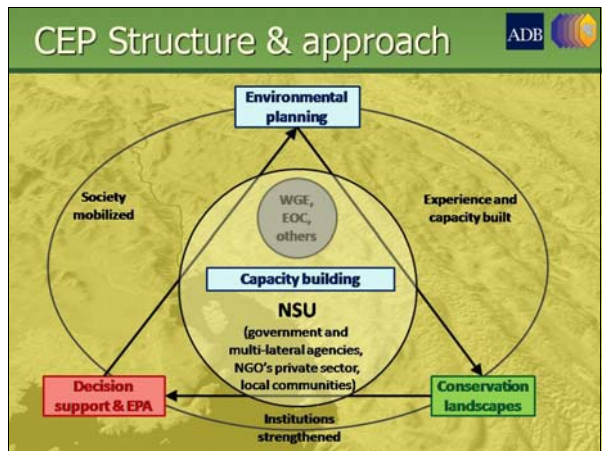 CEP Structure & approach
ADB
Environmental
planning
Society
mobilized
WGE,
EOC,
others
Experience and
capacity built
Capacity building
NSU
(government and
multi-lateral agencies,
NGO's private sector,
local communities)
Decision
support & EPA
Conservation
landscapes
Institutions
strengthened